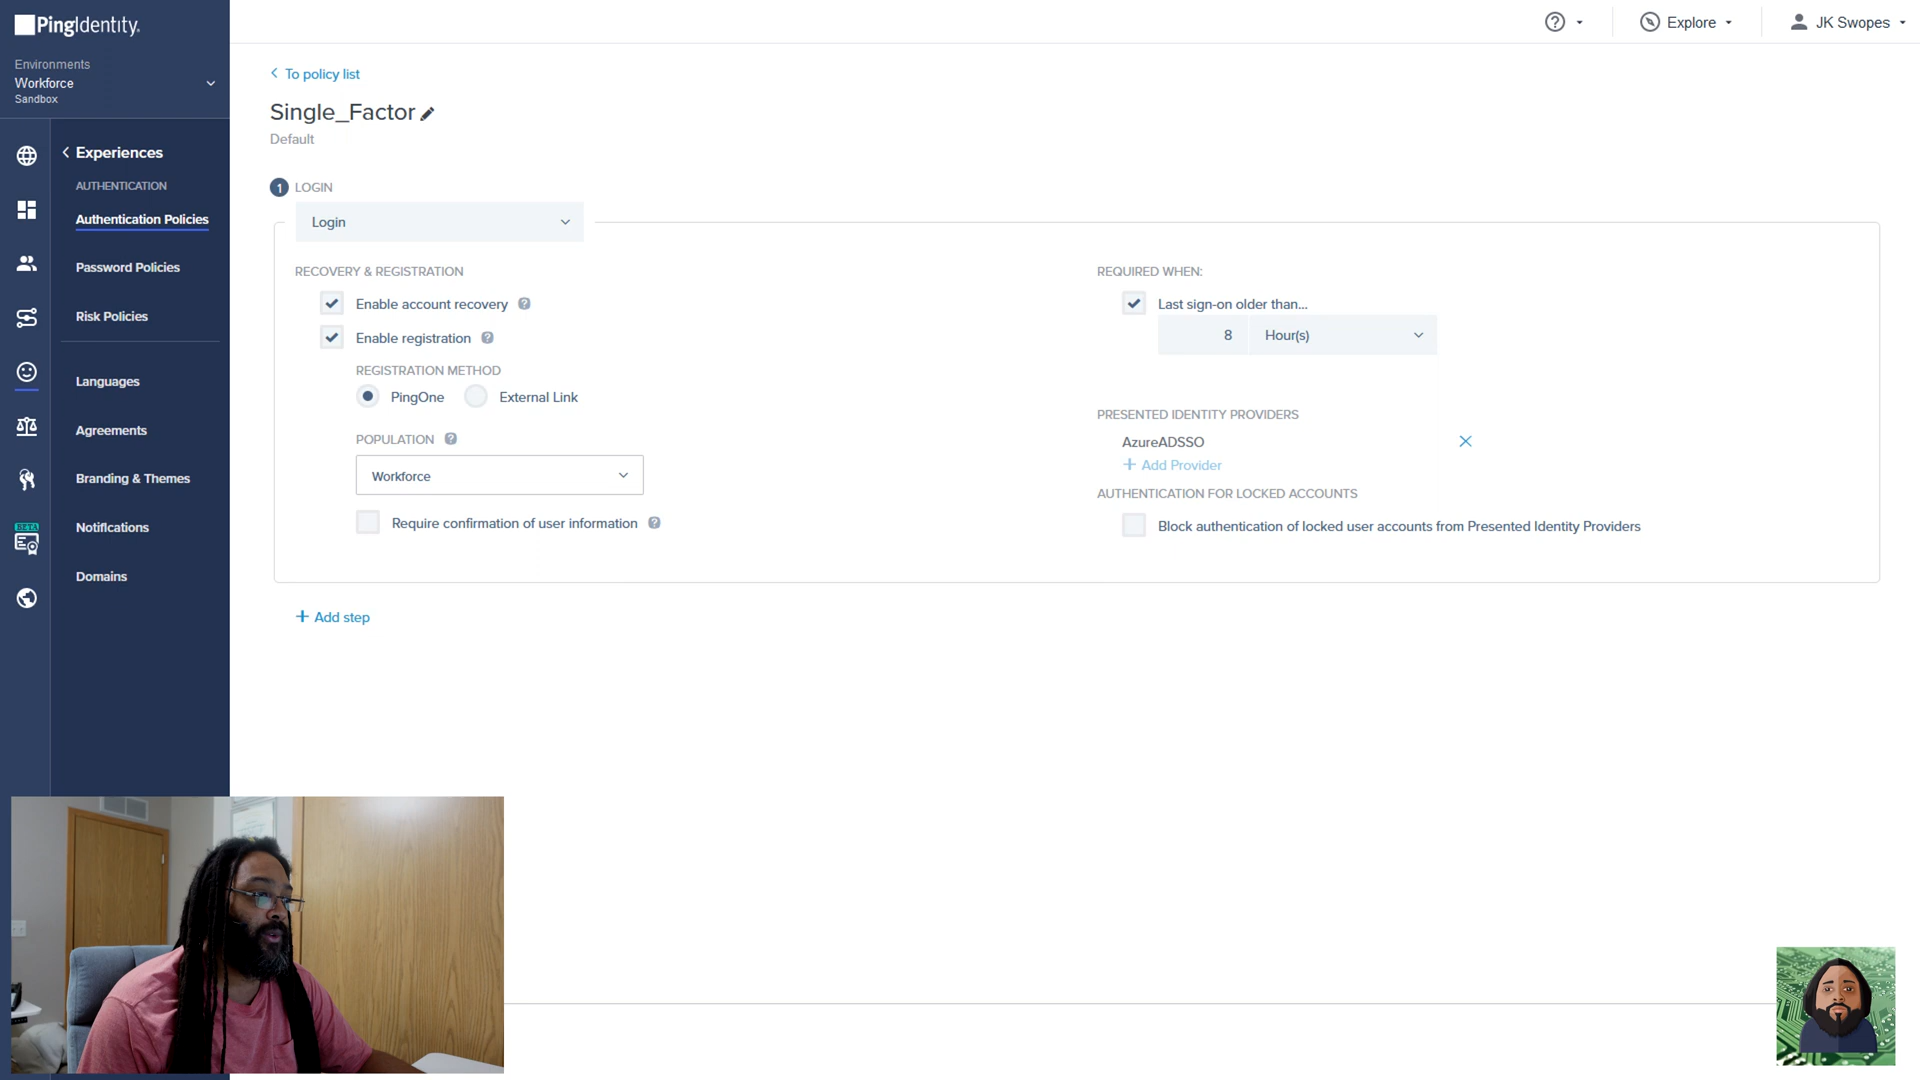 PingIdentity.
Explore
JK Swopes
Environments
Workforce
Sandbox
Experiences
AUTHENTICATION
Authentication Policies
Password Policies
Risk Policies
Languages
Agreements
Branding & Themes
Notifications
Domains
BETA
To policy list
Single_Factor
Default
1 LOGIN
Login
RECOVERY & REGISTRATION
Enable account recovery ?
Enable registration ?
REGISTRATION METHOD
PingOne External Link
POPULATION ?
Workforce
Require confirmation of user information ?
+ Add step
REQUIRED WHEN:
Last sign-on older than...
8 Hour(s)
PRESENTED IDENTITY PROVIDERS
AzureADSSO
+ Add Provider
AUTHENTICATION FOR LOCKED ACCOUNTS
Block authentication of locked user accounts from Presented Identity Providers